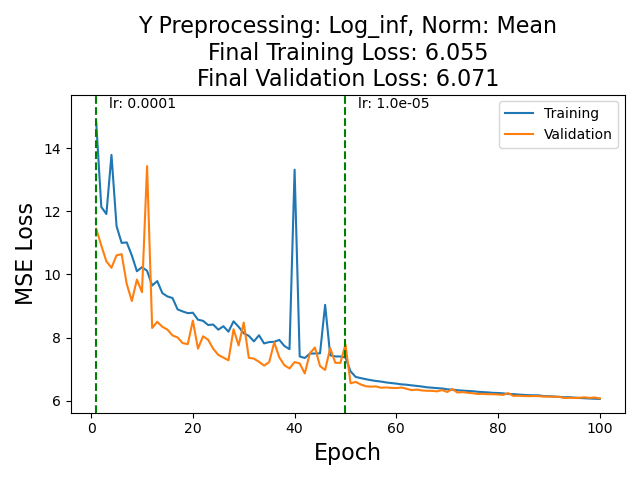 Y Preprocessing: Log_inf, Norm: Mean
Final Training Loss: 6.055
Final Validation Loss: 6.071
lr: 0.0001
lr: 1.0e-05
Training
Validation
14
12
10
8
6
MSE Loss
0
20
40
60
80
100
Epoch